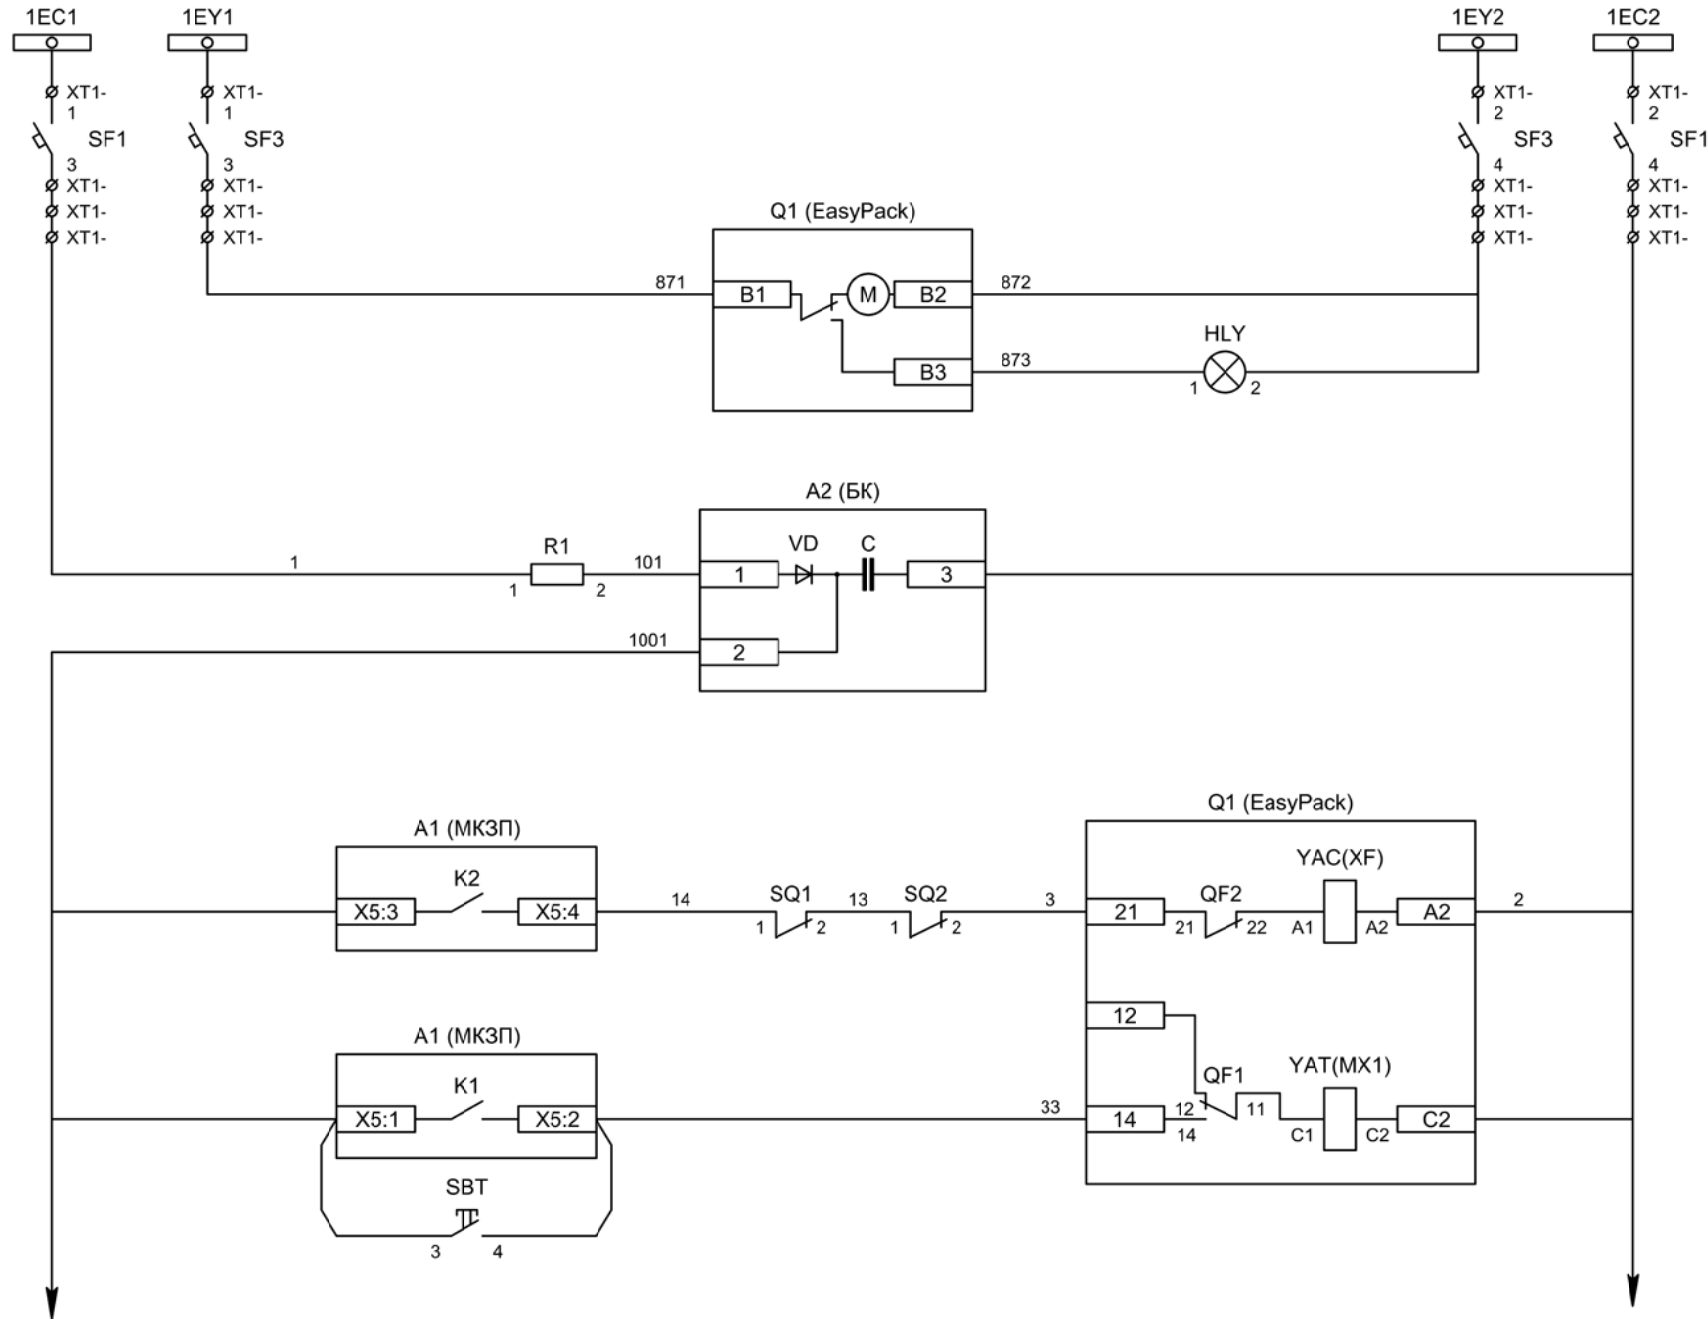 1EC1 1EY1 1EY2 1EC2
XT1- XT1- XT1- XT1-
1 1 2 2
SF1 SF3 SF3 SF1
3 3 4 4
XT1- XT1- XT1- XT1-
XT1- XT1- XT1- XT1-
XT1- XT1- XT1- XT1-
Q1 (EasyPack)
871 B1 M B2 872
HLY
B3 873 1 2
A2 (БК)
R1 VD C
1 1 2 101 1 3
1001 2
Q1 (EasyPack)
A1 (МКЗП)
YAC(XF)
K2 SQ1 SQ2 QF2
X5:3 X5:4 14 13 3 21 A2 2
1 2 1 2 21 22 A1 A2
12
A1 (МКЗП)
YAT(MX1)
K1 QF1
X5:1 X5:2 33 14 12 11 C2
14 C1 C2
SBT
3 4